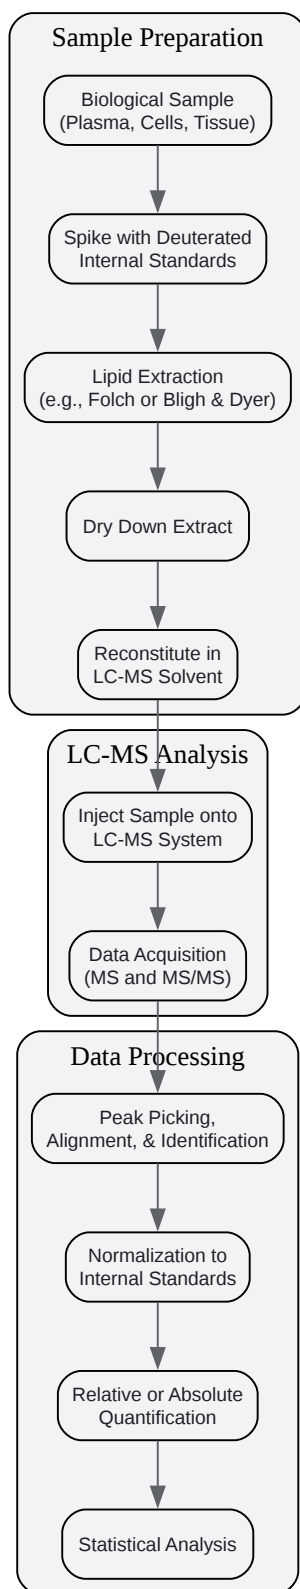 Sample Preparation
Biological Sample
(Plasma, Cells, Tissue)
Spike with Deuterated
Internal Standards
Lipid Extraction
(e.g., Folch or Bligh & Dyer)
Dry Down Extract
Reconstitute in
LC-MS Solvent
LC-MS Analysis
Inject Sample onto
LC-MS System
Data Acquisition
(MS and MS/MS)
Data Processing
Peak Picking,
Alignment, & Identification
Normalization to
Internal Standards
Relative or Absolute
Quantification
Statistical Analysis